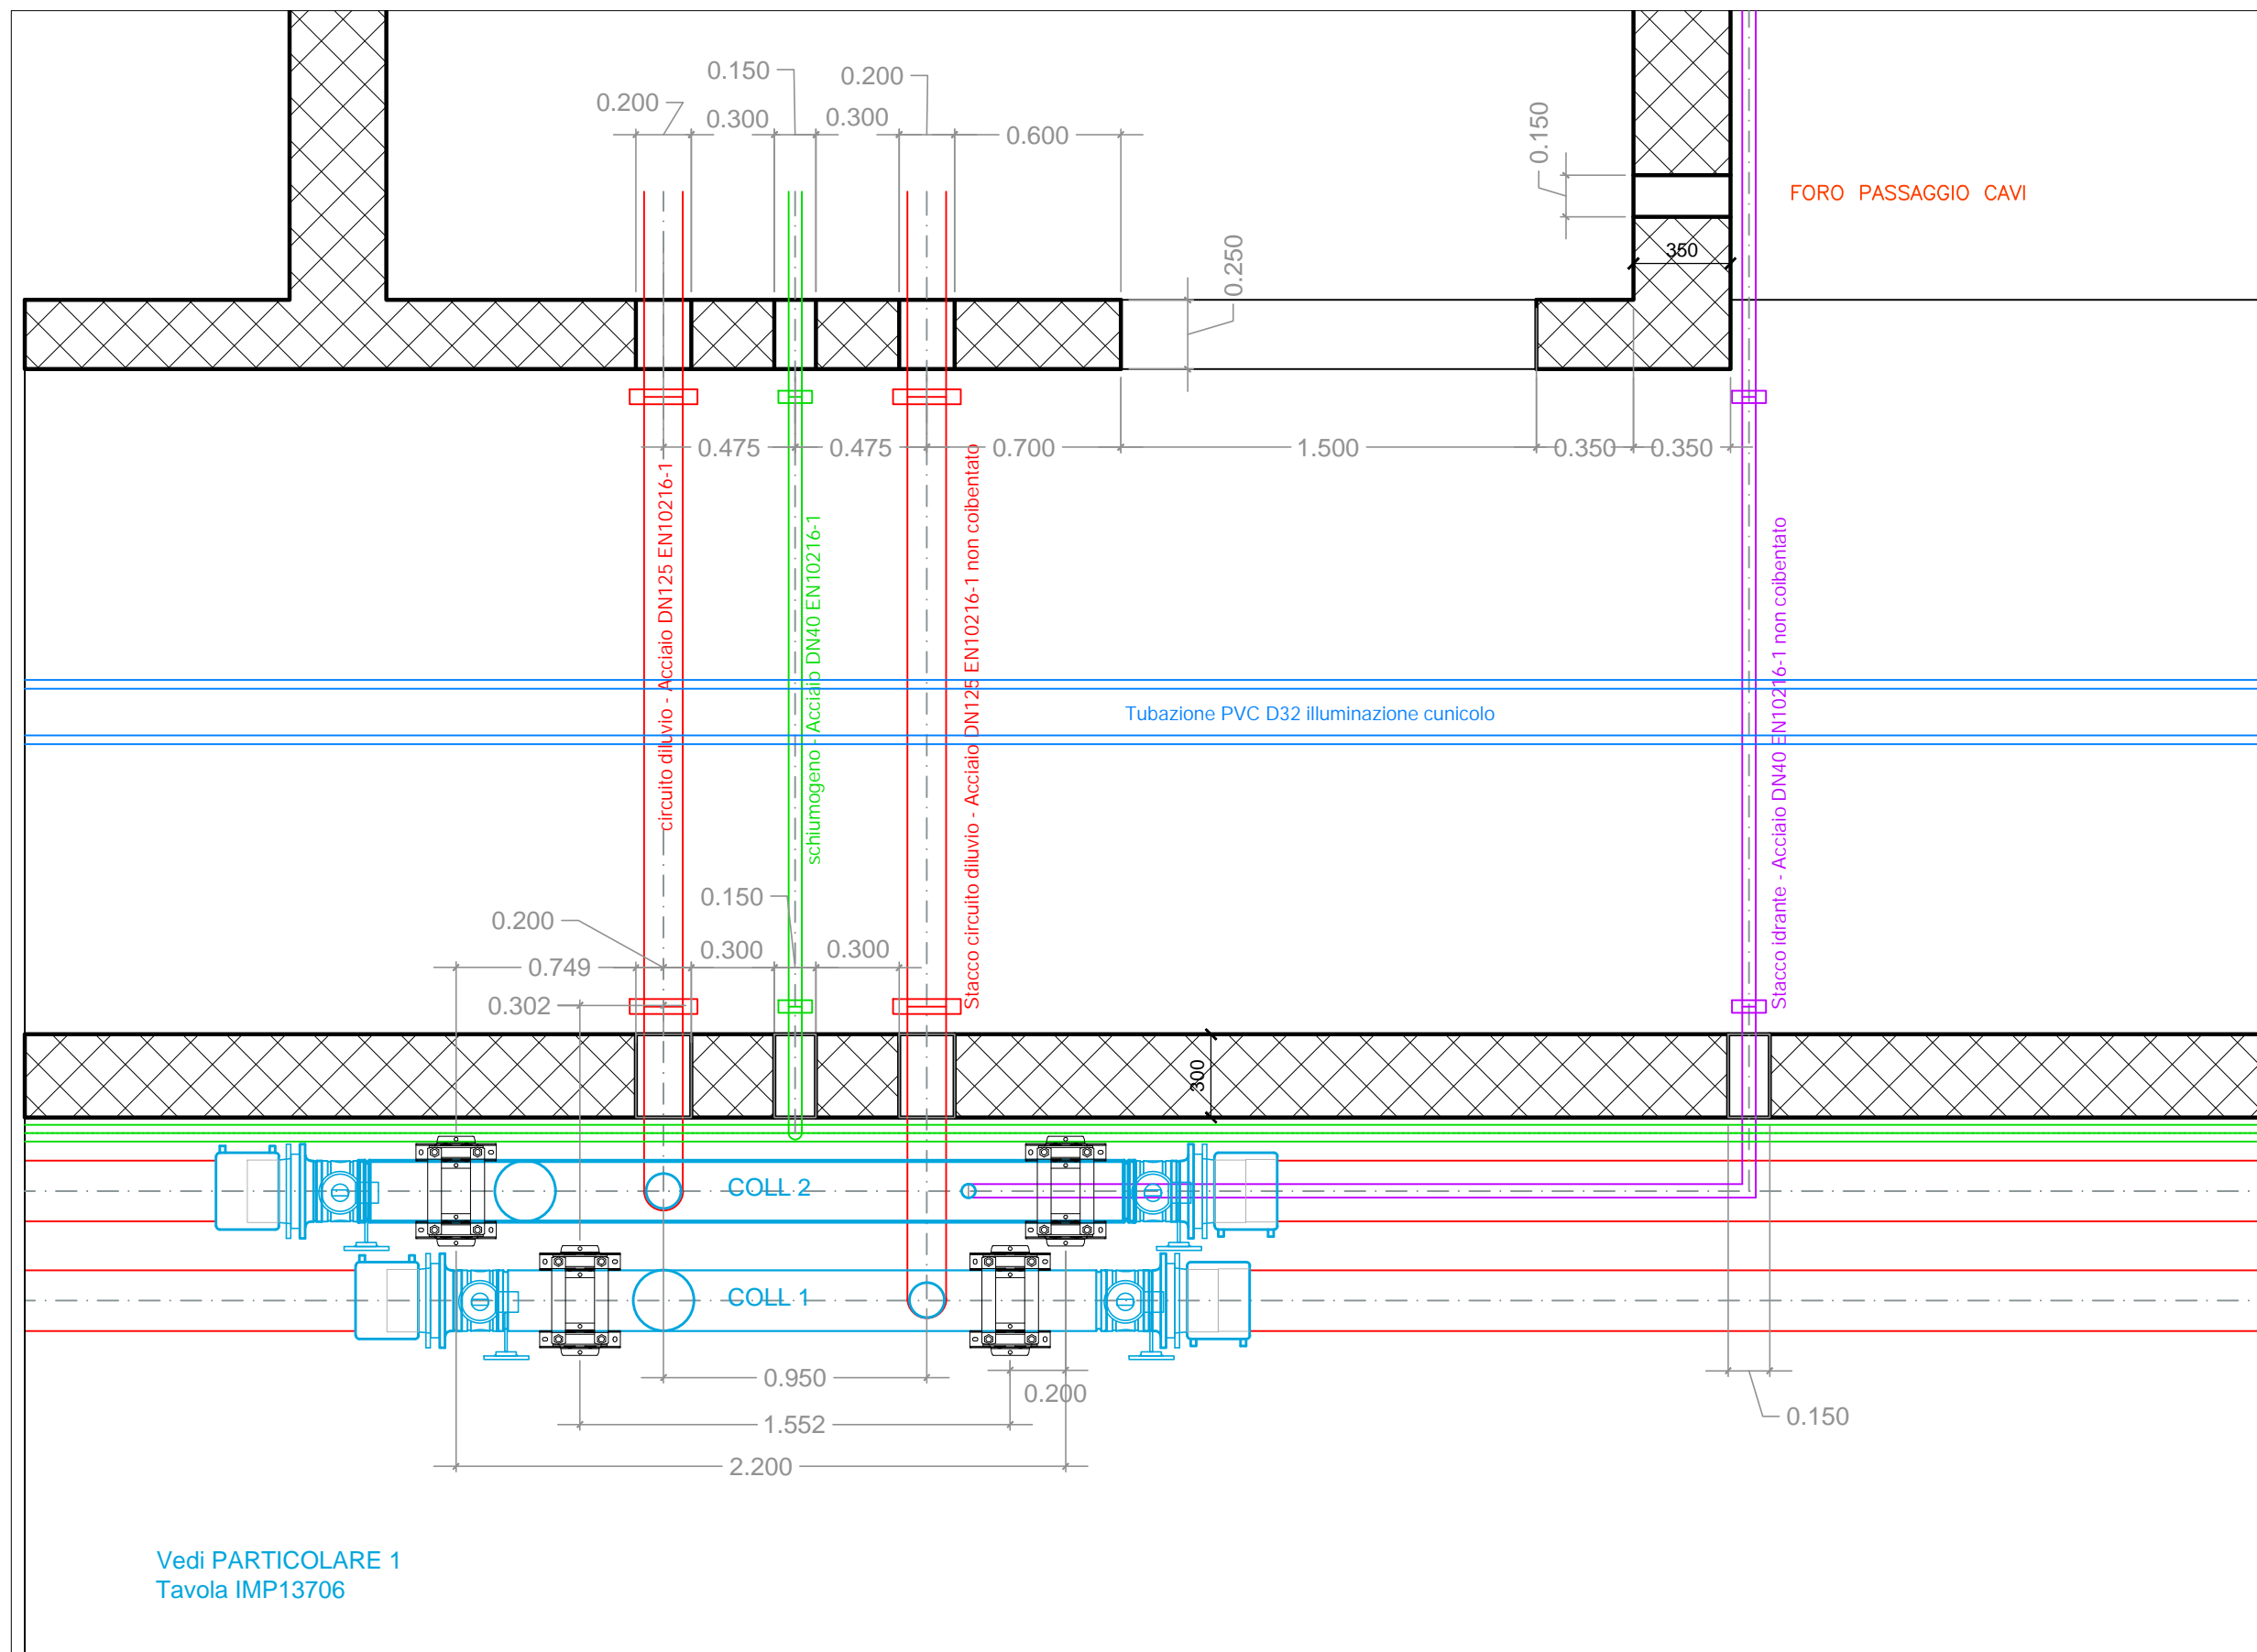 0.150
0.200
0.200
0.300
0.300
0.600
0.150
FORO PASSAGGIO CAVI
0.250
350
0.475
0.475
0.700
1.500
0.350
0.350
circuito diluvio - Acciaio DN125 EN10216-1
schiumogeno - Acciaio DN40 EN10216-1
Stacco circuito diluvio - Acciaio DN125 EN10216-1 non coibentato
Stacco idrante - Acciaio DN40 EN10216-1 non coibentato
Tubazione PVC D32 illuminazione cunicolo
0.150
0.200
0.300
0.300
0.749
0.302
300
COLL 2
COLL 1
0.950
0.200
0.150
1.552
2.200
Vedi PARTICOLARE 1
Tavola IMP13706